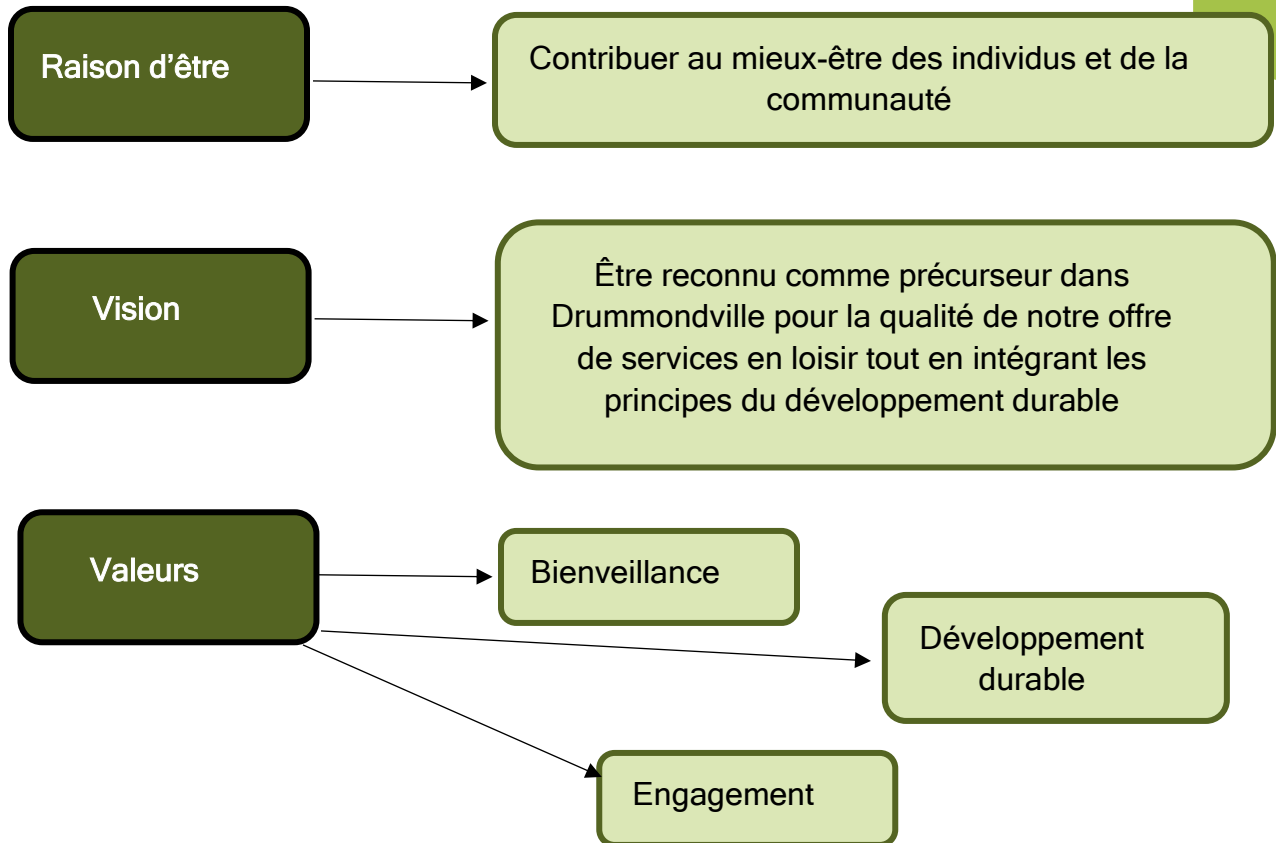 Raison d'être
Contribuer au mieux-être des individus et de la
communauté
Vision
Être reconnu comme précurseur dans
Drummondville pour la qualité de notre offre
de services en loisir tout en intégrant les
principes du développement durable
Valeurs
Bienveillance
Développement
durable
Engagement